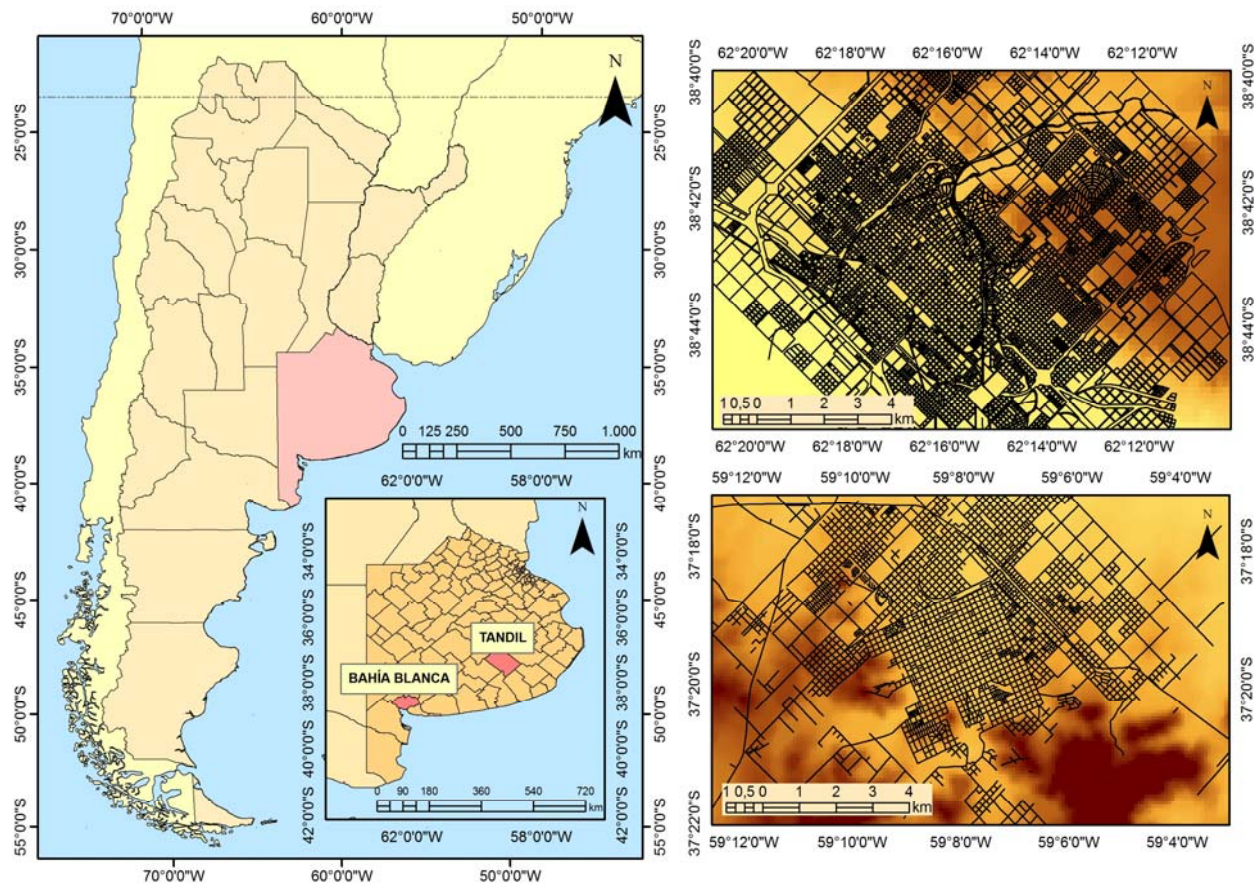 70°0'0"W 60°0'0"W 50°0'0"W
N
25°0'0"S 25°0'0"S
30°0'0"S 30°0'0"S
35°0'0"S 35°0'0"S
40°0'0"S 40°0'0"S
45°0'0"S 45°0'0"S
50°0'0"S 50°0'0"S
55°0'0"S 55°0'0"S
0 125 250 500 750 1.000
km
62°0'0"W 58°0'0"W
N
34°0'0"S 34°0'0"S
36°0'0"S 36°0'0"S
38°0'0"S 38°0'0"S
40°0'0"S 40°0'0"S
42°0'0"S 42°0'0"S
TANDIL
BAHÍA BLANCA
0 90 180 360 540 720
km
62°0'0"W 58°0'0"W
70°0'0"W 60°0'0"W 50°0'0"W
62°20'0"W 62°18'0"W 62°16'0"W 62°14'0"W 62°12'0"W
38°40'0"S 38°40'0"S
N
38°42'0"S 38°42'0"S
38°44'0"S 38°44'0"S
1 0,5 0 1 2 3 4
km
62°20'0"W 62°18'0"W 62°16'0"W 62°14'0"W 62°12'0"W
59°12'0"W 59°10'0"W 59°8'0"W 59°6'0"W 59°4'0"W
N
37°18'0"S 37°18'0"S
37°20'0"S 37°20'0"S
37°22'0"S 37°22'0"S
1 0,5 0 1 2 3 4
km
59°12'0"W 59°10'0"W 59°8'0"W 59°6'0"W 59°4'0"W